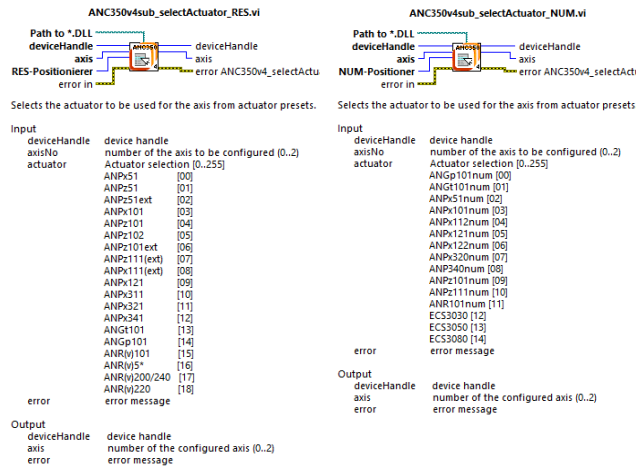 ANC350v4sub_selectActuator_RES.vi
Path to *.DLL
deviceHandle
axis
RES-Positionierer
error in
ANC350
4
deviceHandle
axis
error ANC350v4_selectActu
Selects the actuator to be used for the axis from actuator presets.
Input
deviceHandle device handle
axisNo number of the axis to be configured (0..2)
actuator Actuator selection [0..255]
ANPx51 [00]
ANPz51 [01]
ANPz51ext [02]
ANPx101 [03]
ANPz101 [04]
ANPz102 [05]
ANPz101ext [06]
ANPz111(ext) [07]
ANPx111(ext) [08]
ANPx121 [09]
ANPx311 [10]
ANPx321 [11]
ANPx341 [12]
ANGt101 [13]
ANGp101 [14]
ANR(v)101 [15]
ANR(v)5* [16]
ANR(v)200/240 [17]
ANR(v)220 [18]
error error message
Output
deviceHandle device handle
axis number of the configured axis (0..2)
error error message
ANC350v4sub_selectActuator_NUM.vi
Path to *.DLL
deviceHandle
axis
NUM-Positioner
error in
ANC350
4
deviceHandle
axis
error ANC350v4_selectActu
Selects the actuator to be used for the axis from actuator presets
Input
deviceHandle device handle
axisNo number of the axis to be configured (0..2)
actuator Actuator selection [0..255]
ANGp101num [00]
ANGt101num [01]
ANPx51num [02]
ANPx101num [03]
ANPx112num [04]
ANPx121num [05]
ANPx122num [06]
ANPx320num [07]
ANP340num [08]
ANPz101num [09]
ANPz111num [10]
ANR101num [11]
ECS3030 [12]
ECS3050 [13]
ECS3080 [14]
error error message
Output
deviceHandle device handle
axis number of the configured axis (0..2)
error error message